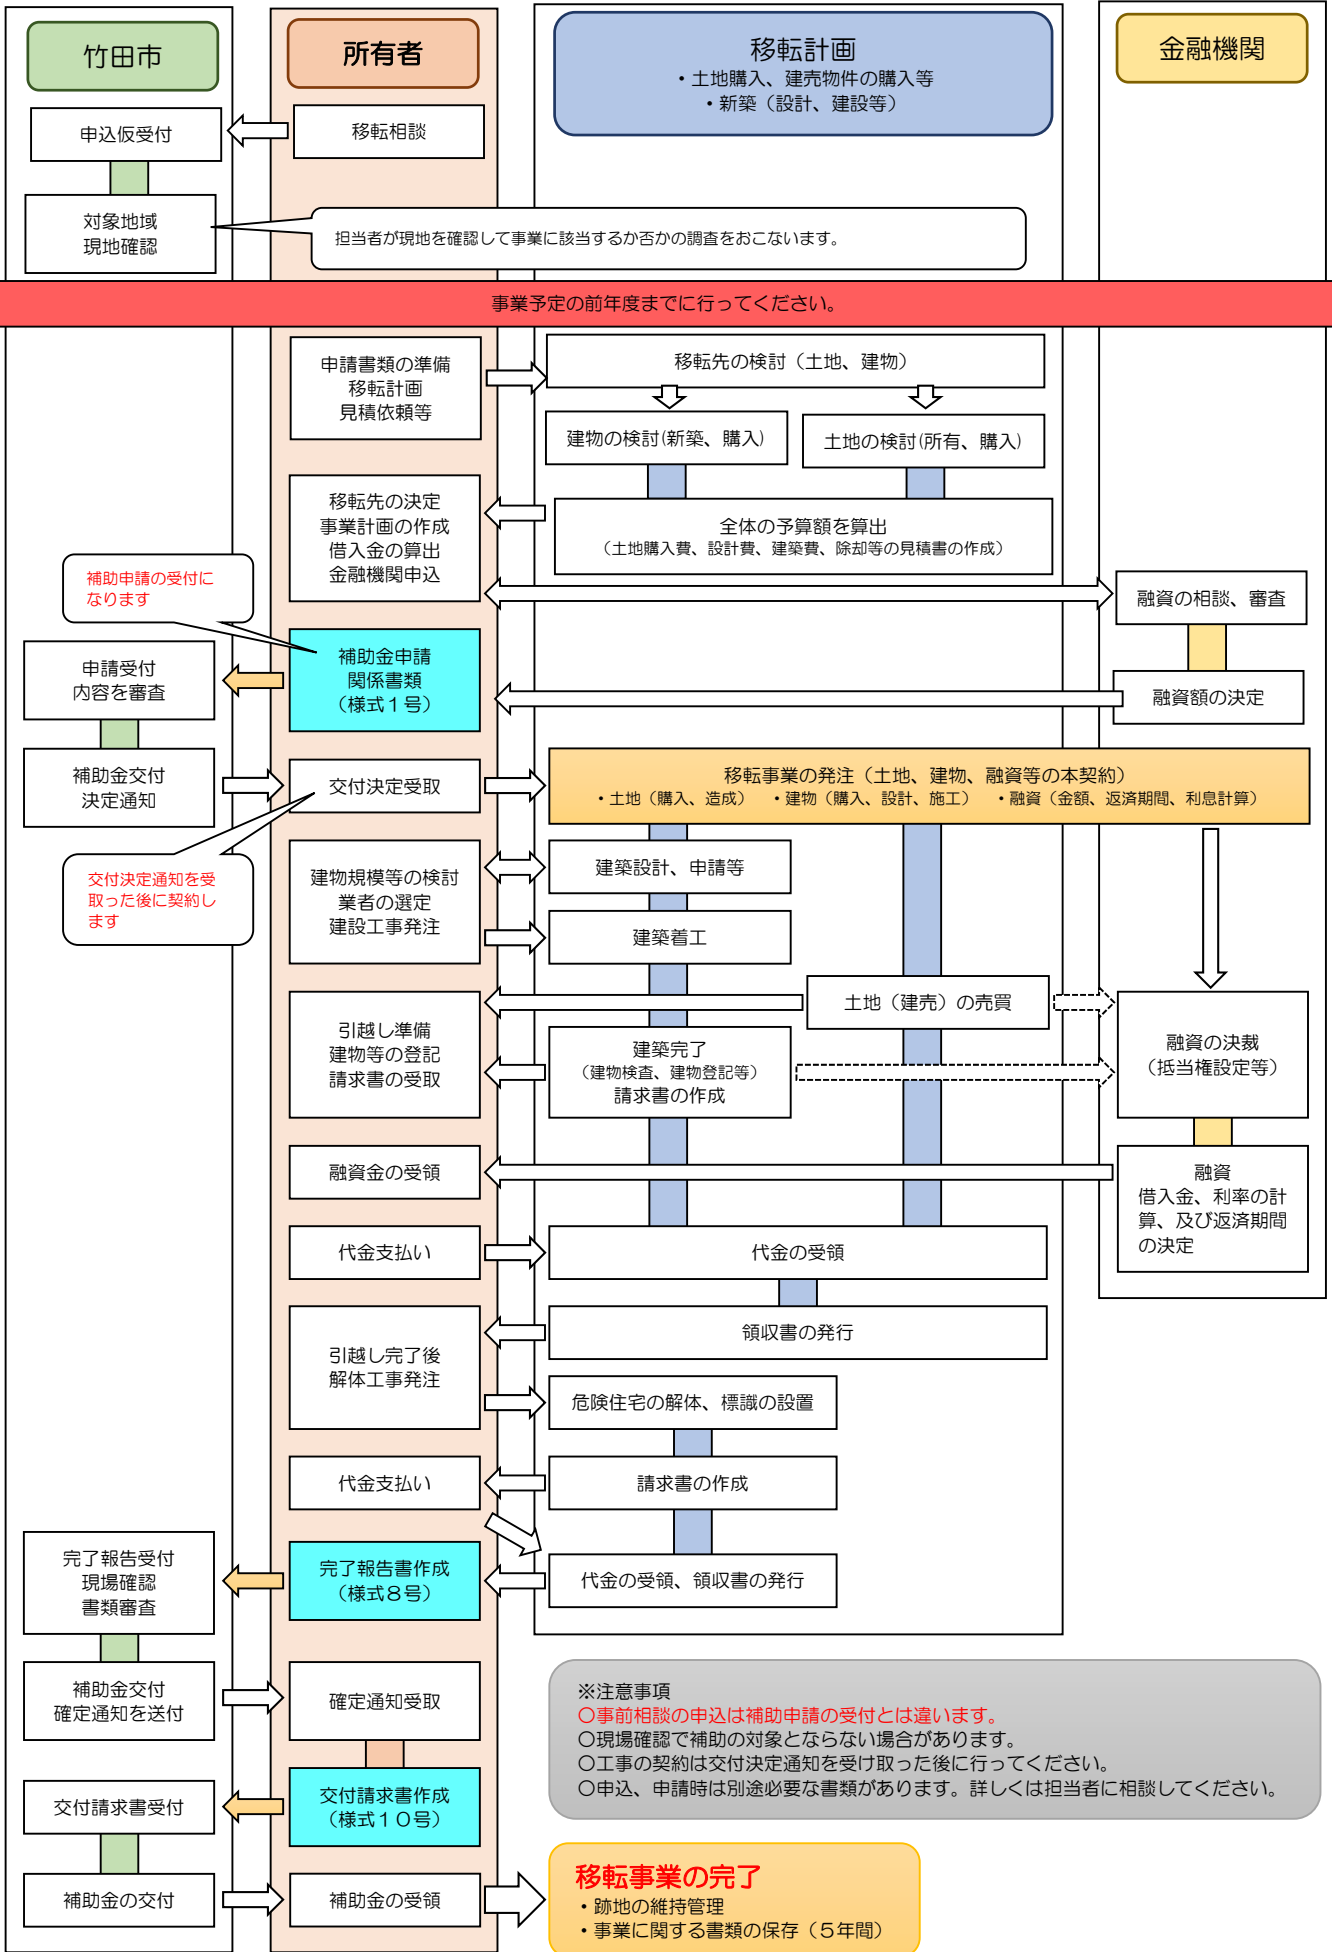 竹田市
所有者
移転計画
・土地購入、建売物件の購入等
・新築（設計、建設等）
金融機関
申込仮受付
移転相談
対象地域
現地確認
担当者が現地を確認して事業に該当するか否かの調査をおこないます。
事業予定の前年度までに行ってください。
申請書類の準備
移転計画
見積依頼等
移転先の検討（土地、建物）
建物の検討(新築、購入)
土地の検討(所有、購入)
移転先の決定
事業計画の作成
借入金の算出
金融機関申込
全体の予算額を算出
（土地購入費、設計費、建築費、除却等の見積書の作成）
補助申請の受付に
なります
融資の相談、審査
申請受付
内容を審査
補助金申請
関係書類
（様式１号）
融資額の決定
補助金交付
決定通知
交付決定受取
移転事業の発注（土地、建物、融資等の本契約）
・土地（購入、造成）　・建物（購入、設計、施工）　・融資（金額、返済期間、利息計算）
交付決定通知を受
取った後に契約し
ます
建物規模等の検討
業者の選定
建設工事発注
建築設計、申請等
建築着工
土地（建売）の売買
引越し準備
建物等の登記
請求書の受取
建築完了
（建物検査、建物登記等）
請求書の作成
融資の決裁
（抵当権設定等）
融資金の受領
融資
借入金、利率の計
算、及び返済期間
の決定
代金支払い
代金の受領
領収書の発行
引越し完了後
解体工事発注
危険住宅の解体、標識の設置
代金支払い
請求書の作成
完了報告受付
現場確認
書類審査
完了報告書作成
（様式８号）
代金の受領、領収書の発行
補助金交付
確定通知を送付
確定通知受取
※注意事項
〇事前相談の申込は補助申請の受付とは違います。
〇現場確認で補助の対象とならない場合があります。
〇工事の契約は交付決定通知を受け取った後に行ってください。
〇申込、申請時は別途必要な書類があります。詳しくは担当者に相談してください。
交付請求書受付
交付請求書作成
（様式１０号）
補助金の交付
補助金の受領
移転事業の完了
・跡地の維持管理
・事業に関する書類の保存（５年間）